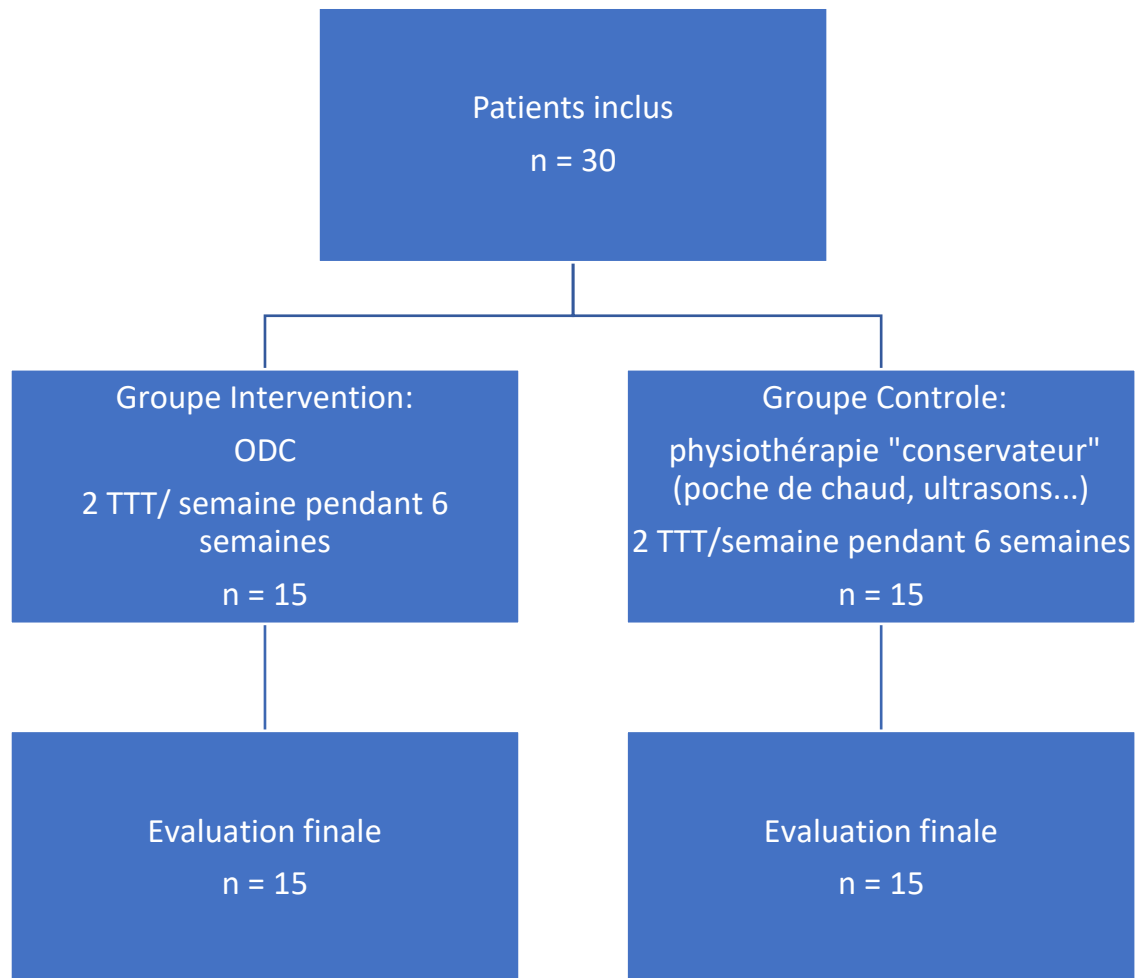 Patients inclus
n = 30
Groupe Intervention:
ODC
2 TTT/ semaine pendant 6
semaines
n = 15
Groupe Controle:
physiothérapie "conservateur"
(poche de chaud, ultrasons...)
2 TTT/semaine pendant 6 semaines
n = 15
Evaluation finale
n = 15
Evaluation finale
n = 15